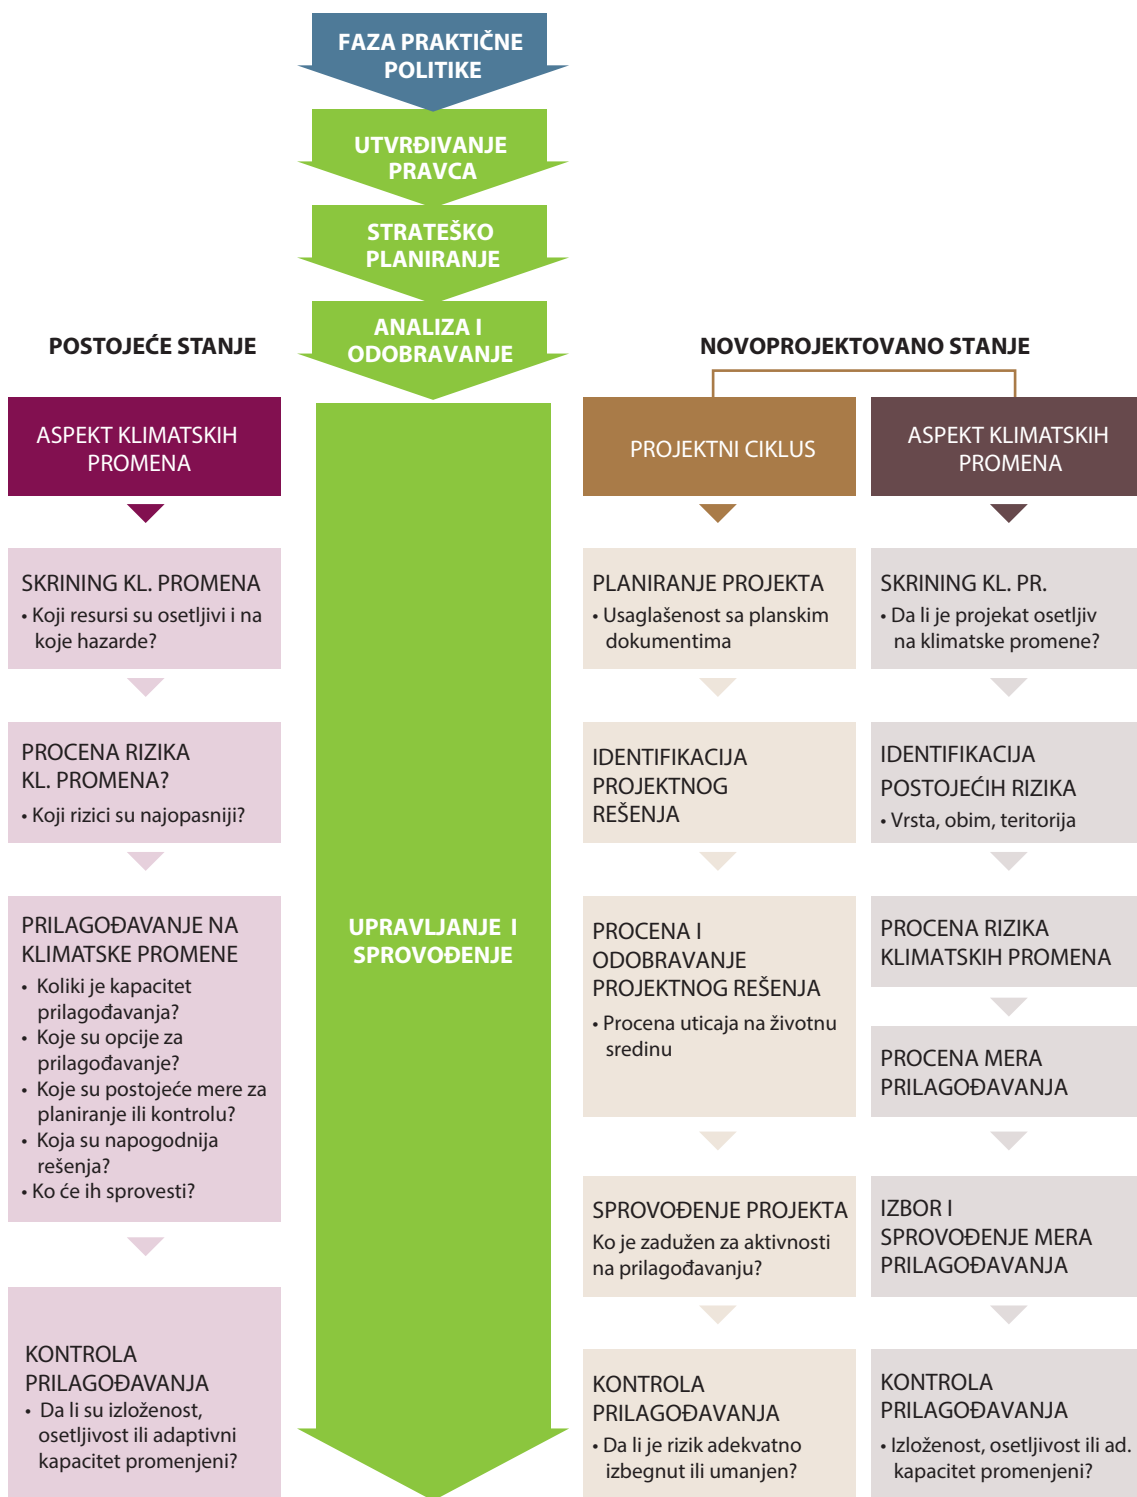 FAZA PRAKTIČNE
POLITIKE
UTVRĐIVANJE
PRAVCA
STRATEŠKO
PLANIRANJE
ANALIZA I
ODOBRAVANJE
UPRAVLJANJE I
SPROVOĐENJE
POSTOJEĆE STANJE
ASPEKT KLIMATSKIH
PROMENA
SKRINING KL. PROMENA
• Koji resursi su osetljivi i na
koje hazarde?
PROCENA RIZIKA
KL. PROMENA?
• Koji rizici su najopasniji?
PRILAGOĐAVANJE NA
KLIMATSKE PROMENE
• Koliki je kapacitet
prilagođavanja?
• Koje su opcije za
prilagođavanje?
• Koje su postojeće mere za
planiranje ili kontrolu?
• Koja su napogodnija
rešenja?
• Ko će ih sprovesti?
KONTROLA
PRILAGOĐAVANJA
• Da li su izloženost,
osetljivost ili adaptivni
kapacitet promenjeni?
NOVOPROJEKTOVANO STANJE
PROJEKTNI CIKLUS
PLANIRANJE PROJEKTA
• Usaglašenost sa planskim
dokumentima
IDENTIFIKACIJA
PROJEKTNOG
REŠENJA
PROCENA I
ODOBRAVANJE
PROJEKTNOG REŠENJA
• Procena uticaja na životnu
sredinu
SPROVOĐENJE PROJEKTA
Ko je zadužen za aktivnosti
na prilagođavanju?
KONTROLA
PRILAGOĐAVANJA
• Da li je rizik adekvatno
izbegnut ili umanjen?
ASPEKT KLIMATSKIH
PROMENA
SKRINING KL. PR.
• Da li je projekat osetljiv
na klimatske promene?
IDENTIFIKACIJA
POSTOJEĆIH RIZIKA
• Vrsta, obim, teritorija
PROCENA RIZIKA
KLIMATSKIH PROMENA
PROCENA MERA
PRILAGOĐAVANJA
IZBOR I
SPROVOĐENJE MERA
PRILAGOĐAVANJA
KONTROLA
PRILAGOĐAVANJA
• Izloženost, osetljivost ili ad.
kapacitet promenjeni?